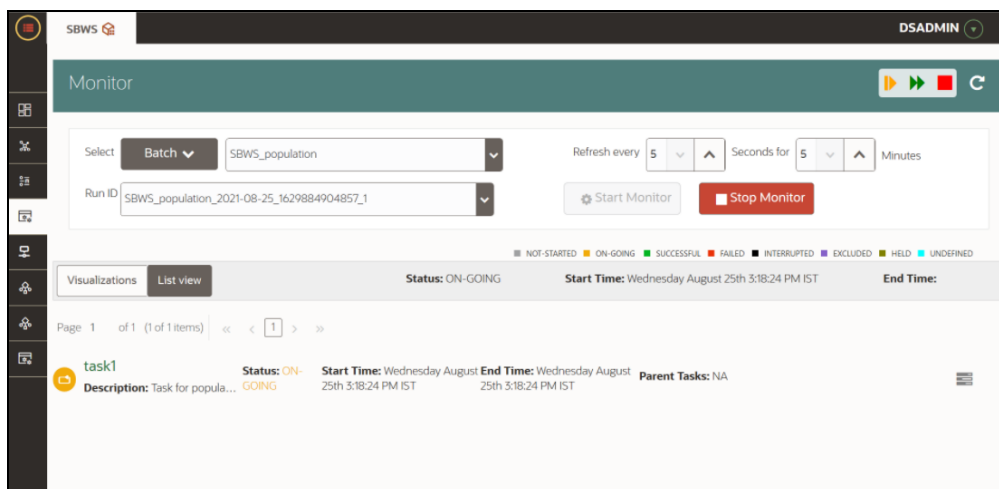 SBWS
DSADMIN
Monitor
Select Batch SBWS_population Refresh every 5 Seconds for 5 Minutes
Run ID SBWS_population_2021-08-25_1629884904857_1 Start Monitor Stop Monitor
NOT-STARTED ON-GOING SUCCESSFUL FAILED INTERRUPTED EXCLUDED HELD UNDEFINED
Visualizations List view Status: ON-GOING Start Time: Wednesday August 25th 3:18:24 PM IST End Time:
Page 1 of 1 (1 of 1 items) « ‹ 1 › »
task1
Description: Task for popula...
Status: ON-
GOING
Start Time: Wednesday August
25th 3:18:24 PM IST
End Time: Wednesday August
25th 3:18:24 PM IST
Parent Tasks: NA